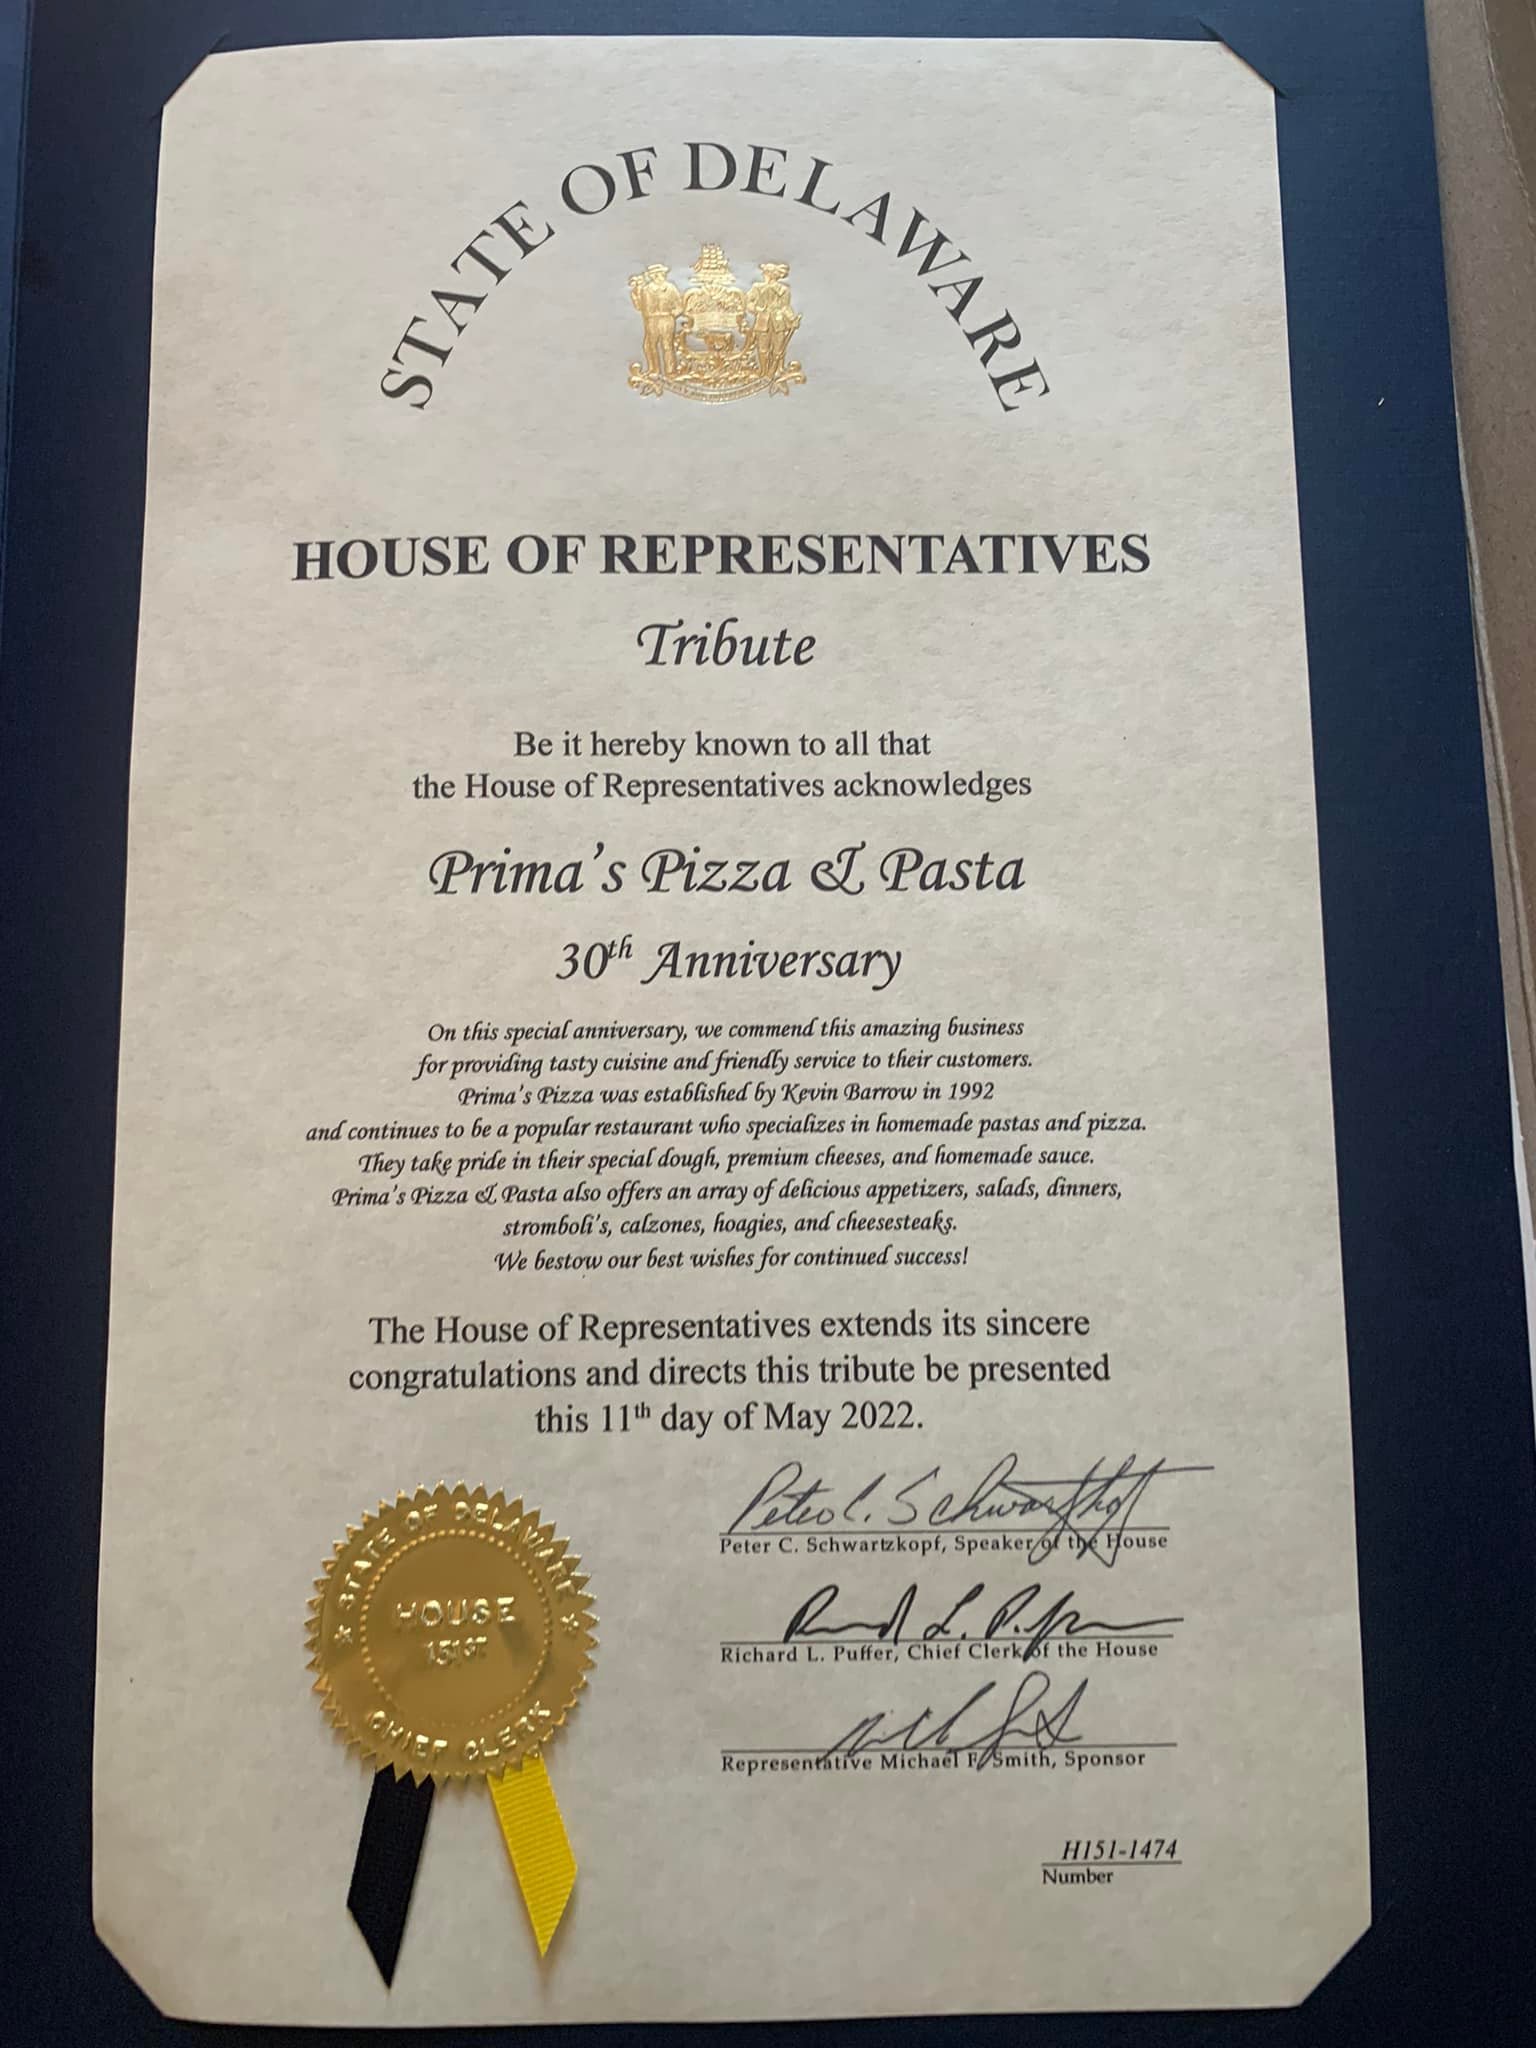 STATE OF DELAWARE
HOUSE OF REPRESENTATIVES
Tribute
Be it hereby known to all that
the House of Representatives acknowledges
Prima's Pizza & Pasta
30th Anniversary
On this special anniversary, we commend this amazing business
for providing tasty cuisine and friendly service to their customers.
Prima's Pizza was established by Kevin Barrow in 1992
and continues to be a popular restaurant who specializes in homemade pastas and pizza.
They take pride in their special dough, premium cheeses, and homemade sauce.
Prima's Pizza & Pasta also offers an array of delicious appetizers, salads, dinners,
stromboli's, calzones, hoagies, and cheesesteaks.
We bestow our best wishes for continued success!
The House of Representatives extends its sincere
congratulations and directs this tribute be presented
this 11th day of May 2022.
Peter C. Schwartzkopf
Peter C. Schwartzkopf, Speaker of the House
Richard L. Puffer, Chief Clerk of the House
Representative Michael F. Smith, Sponsor
STATE OF DELAWARE
HOUSE
151ST
CHIEF CLERK
H151-1474
Number